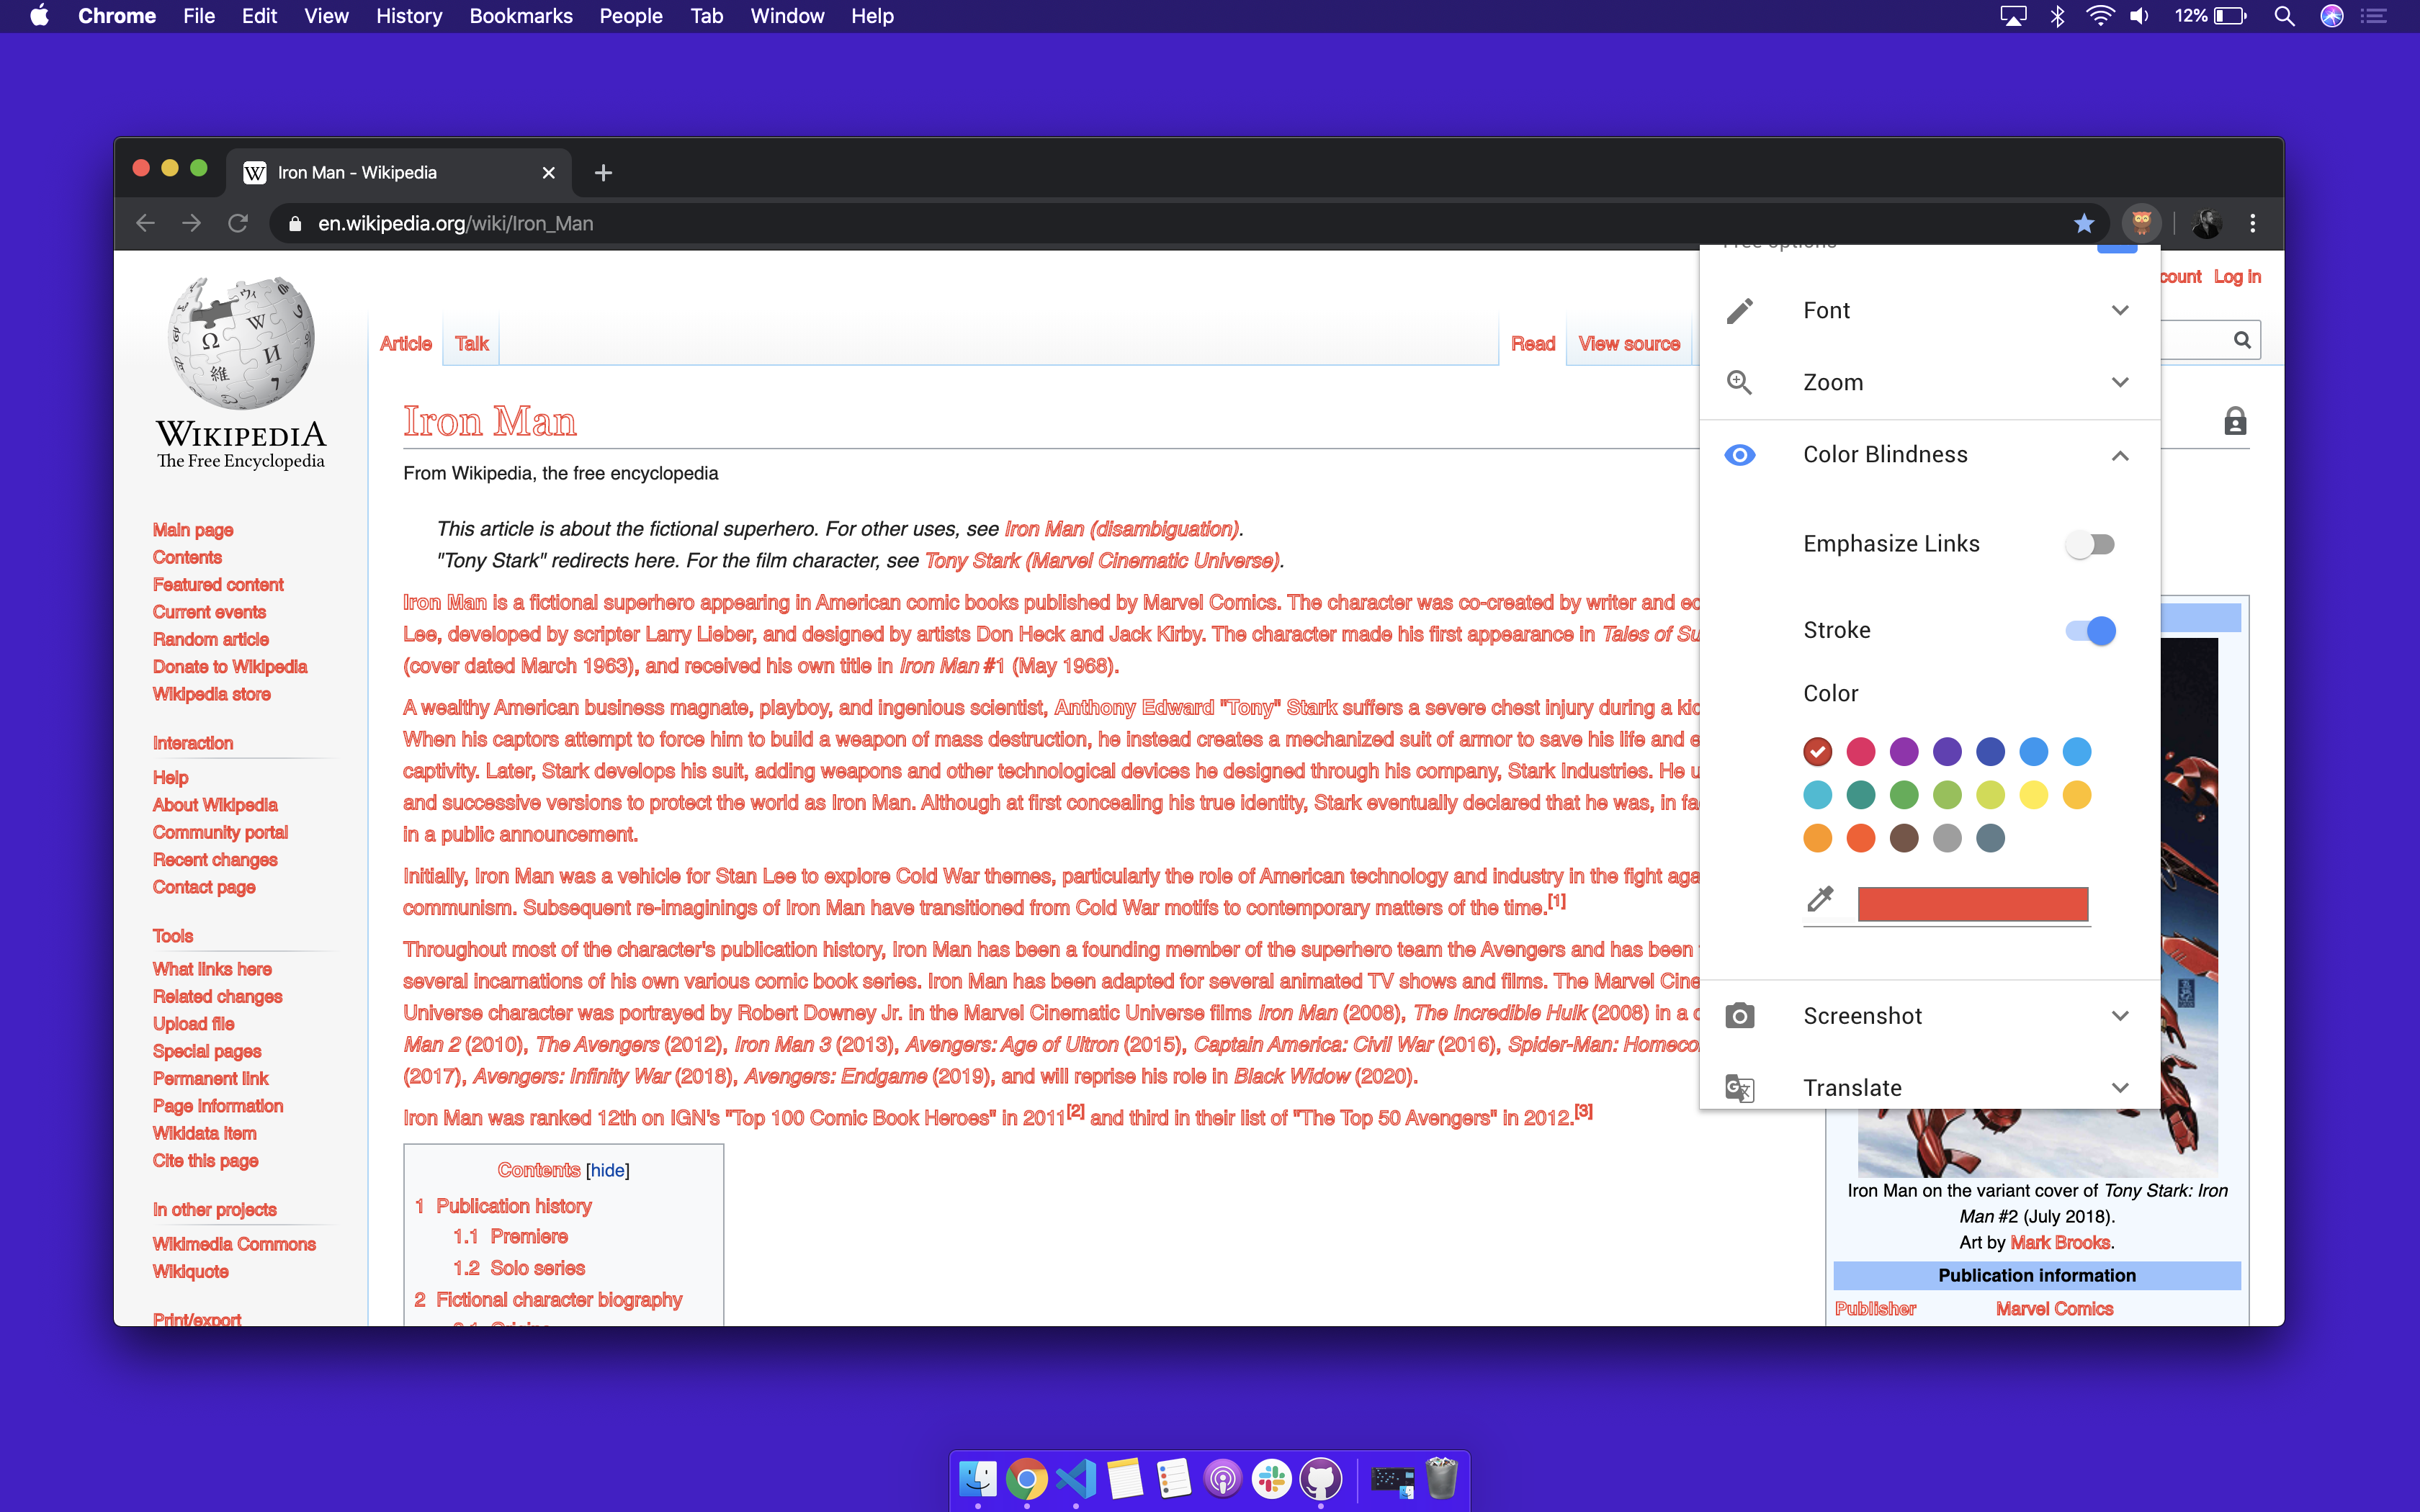 Chrome File Edit View History Bookmarks People Tab Window Help
12%
Iron Man - Wikipedia
en.wikipedia.org/wiki/Iron_Man
Free options
Font
Zoom
Color Blindness
Emphasize Links
Stroke
Color
Screenshot
Translate
count Log in
WIKIPEDIA
The Free Encyclopedia
Main page
Contents
Featured content
Current events
Random article
Donate to Wikipedia
Wikipedia store
Interaction
Help
About Wikipedia
Community portal
Recent changes
Contact page
Tools
What links here
Related changes
Upload file
Special pages
Permanent link
Page information
Wikidata item
Cite this page
In other projects
Wikimedia Commons
Wikiquote
Print/export
Article Talk Read View source
Iron Man
From Wikipedia, the free encyclopedia
This article is about the fictional superhero. For other uses, see Iron Man (disambiguation).
"Tony Stark" redirects here. For the film character, see Tony Stark (Marvel Cinematic Universe).
Iron Man is a fictional superhero appearing in American comic books published by Marvel Comics. The character was co-created by writer and ed
Lee, developed by scripter Larry Lieber, and designed by artists Don Heck and Jack Kirby. The character made his first appearance in Tales of Su
(cover dated March 1963), and received his own title in Iron Man #1 (May 1968).
A wealthy American business magnate, playboy, and ingenious scientist, Anthony Edward "Tony" Stark suffers a severe chest injury during a kid
When his captors attempt to force him to build a weapon of mass destruction, he instead creates a mechanized suit of armor to save his life and e
captivity. Later, Stark develops his suit, adding weapons and other technological devices he designed through his company, Stark Industries. He u
and successive versions to protect the world as Iron Man. Although at first concealing his true identity, Stark eventually declared that he was, in fa
in a public announcement.
Initially, Iron Man was a vehicle for Stan Lee to explore Cold War themes, particularly the role of American technology and industry in the fight aga
communism. Subsequent re-imaginings of Iron Man have transitioned from Cold War motifs to contemporary matters of the time.[1]
Throughout most of the character's publication history, Iron Man has been a founding member of the superhero team the Avengers and has been
several incarnations of his own various comic book series. Iron Man has been adapted for several animated TV shows and films. The Marvel Cine
Universe character was portrayed by Robert Downey Jr. in the Marvel Cinematic Universe films Iron Man (2008), The Incredible Hulk (2008) in a c
Man 2 (2010), The Avengers (2012), Iron Man 3 (2013), Avengers: Age of Ultron (2015), Captain America: Civil War (2016), Spider-Man: Homeco
(2017), Avengers: Infinity War (2018), Avengers: Endgame (2019), and will reprise his role in Black Widow (2020).
Iron Man was ranked 12th on IGN's "Top 100 Comic Book Heroes" in 2011[2] and third in their list of "The Top 50 Avengers" in 2012.[3]
Contents [hide]
1 Publication history
1.1 Premiere
1.2 Solo series
2 Fictional character biography
Iron Man on the variant cover of Tony Stark: Iron
Man #2 (July 2018).
Art by Mark Brooks.
Publication information
Publisher Marvel Comics